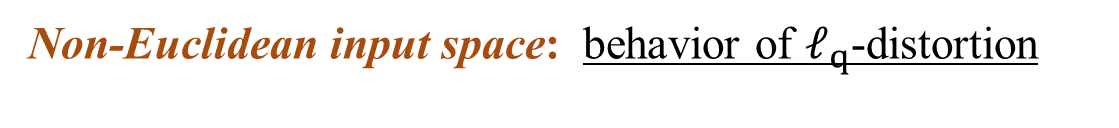 Non-Euclidean input space: behavior of ℓq-distortion